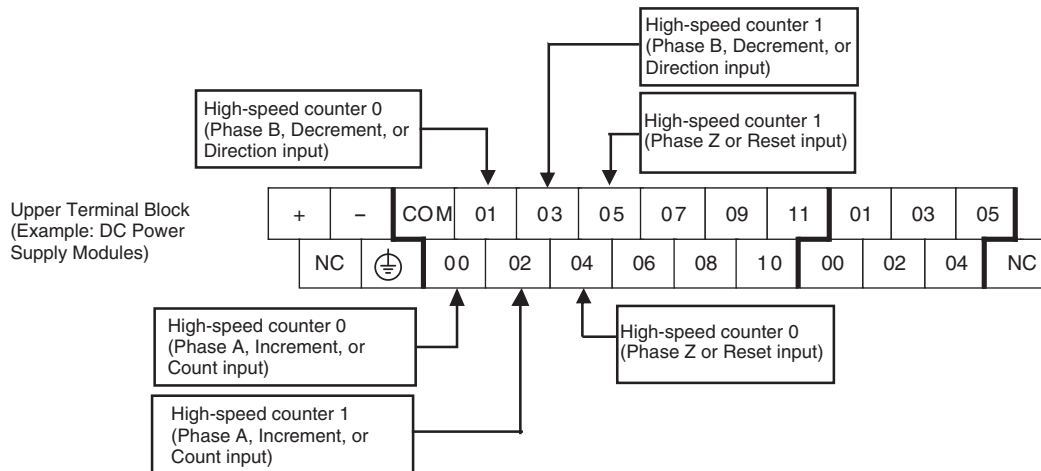 High-speed counter 1
(Phase B, Decrement, or
Direction input)
High-speed counter 0
(Phase B, Decrement, or
Direction input)
High-speed counter 1
(Phase Z or Reset input)
Upper Terminal Block
(Example: DC Power
Supply Modules)
+ – COM 01 03 05 07 09 11 01 03 05
NC 00 02 04 06 08 10 00 02 04 NC
High-speed counter 0
(Phase A, Increment, or
Count input)
High-speed counter 0
(Phase Z or Reset input)
High-speed counter 1
(Phase A, Increment, or
Count input)